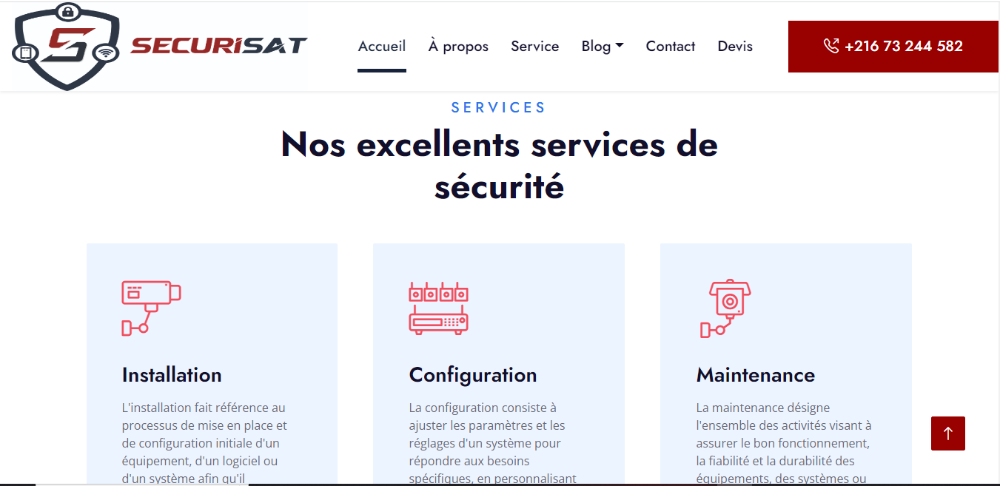 SECURISAT
Accueil
À propos
Service
Blog
Contact
Devis
+216 73 244 582
SERVICES
Nos excellents services de
sécurité
Installation
L'installation fait référence au
processus de mise en place et
de configuration initiale d'un
équipement, d'un logiciel ou
d'un système afin qu'il
Configuration
La configuration consiste à
ajuster les paramètres et les
réglages d'un système pour
répondre aux besoins
spécifiques, en personnalisant
Maintenance
La maintenance désigne
l'ensemble des activités visant à
assurer le bon fonctionnement,
la fiabilité et la durabilité des
équipements, des systèmes ou